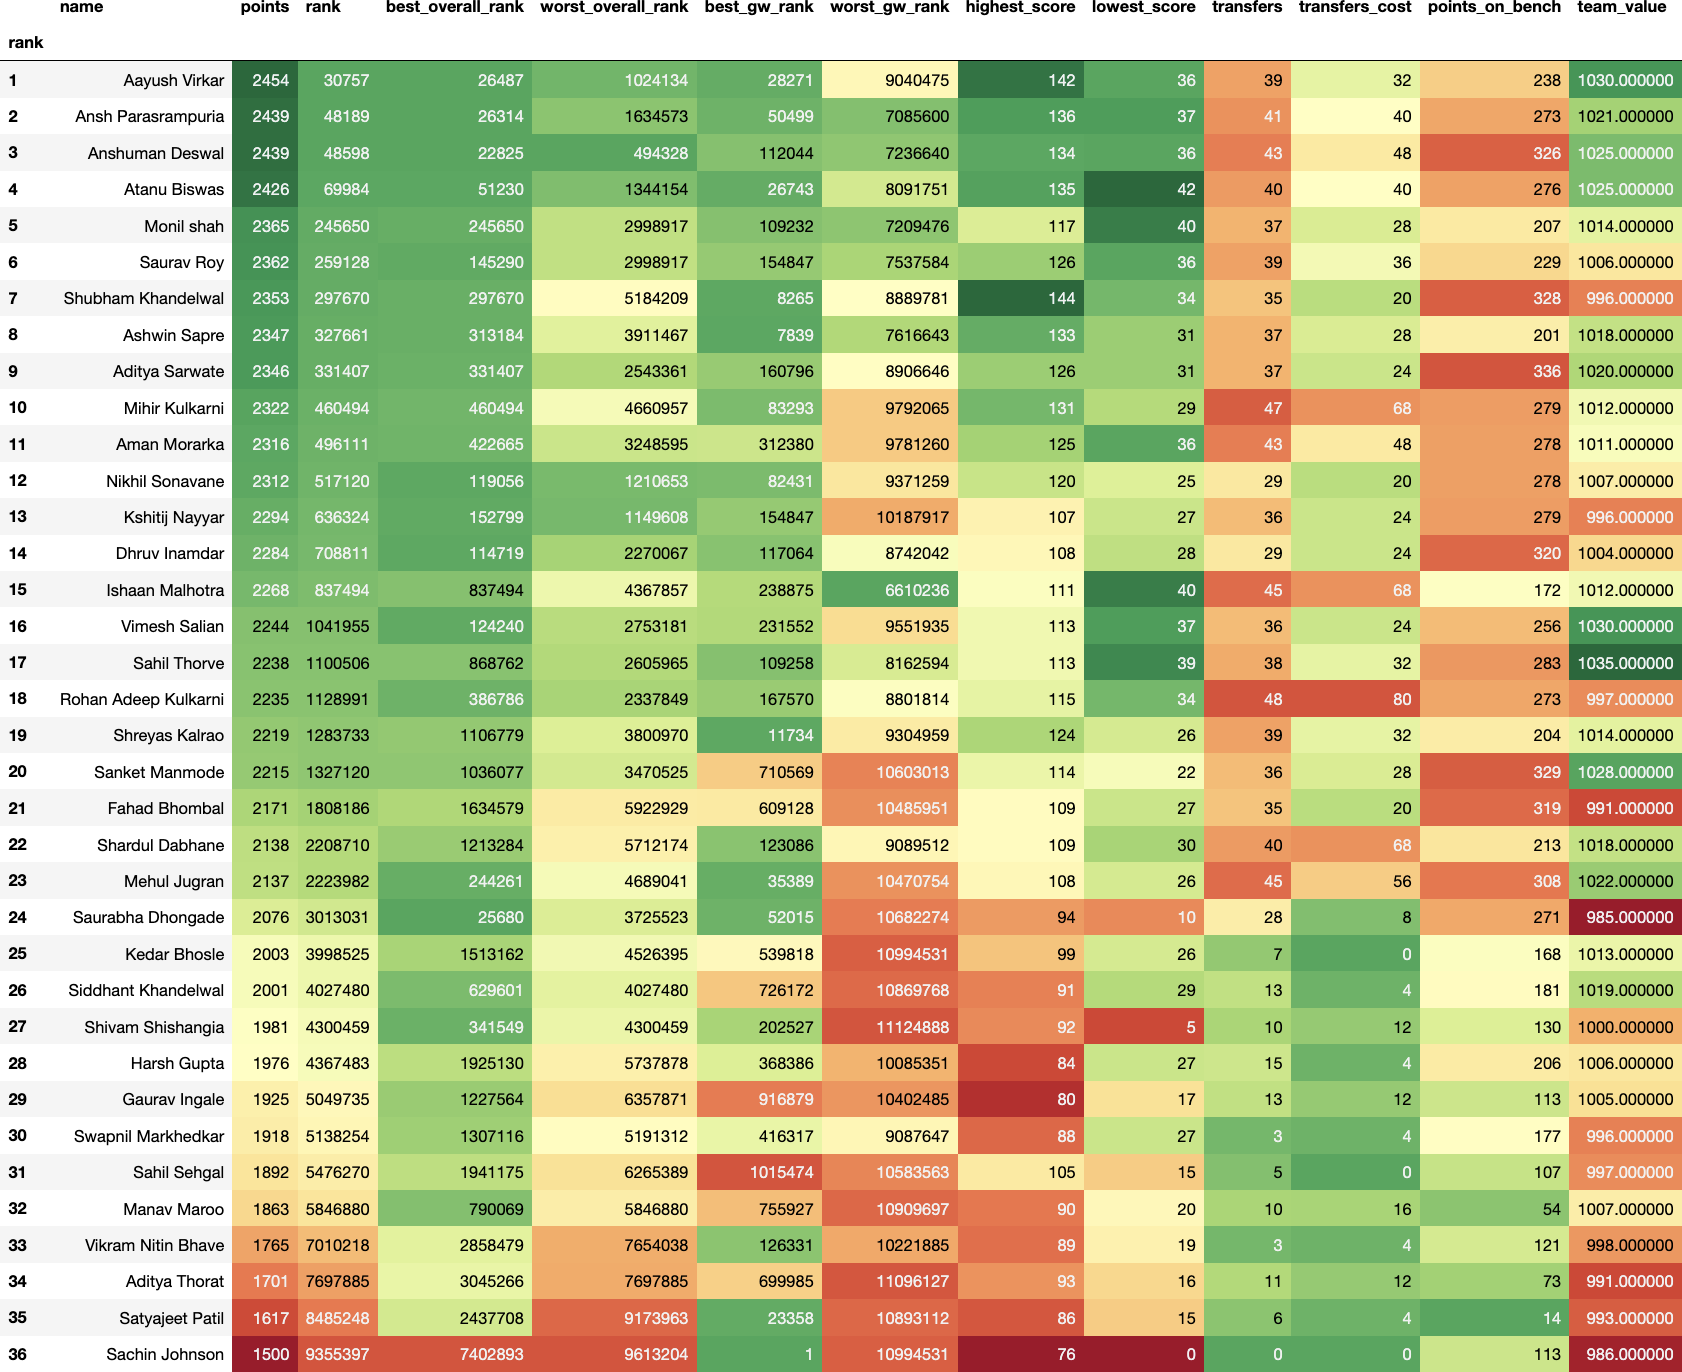 name points rank best_overall_rank worst_overall_rank best_gw_rank worst_gw_rank highest_score lowest_score transfers transfers_cost points_on_bench team_value
rank
1 Aayush Virkar 2454 30757 26487 1024134 28271 9040475 142 36 39 32 238 1030.000000
2 Ansh Parasrampuria 2439 48189 26314 1634573 50499 7085600 136 37 41 40 273 1021.000000
3 Anshuman Deswal 2439 48598 22825 494328 112044 7236640 134 36 43 48 326 1025.000000
4 Atanu Biswas 2426 69984 51230 1344154 26743 8091751 135 42 40 40 276 1025.000000
5 Monil shah 2365 245650 245650 2998917 109232 7209476 117 40 37 28 207 1014.000000
6 Saurav Roy 2362 259128 145290 2998917 154847 7537584 126 36 39 36 229 1006.000000
7 Shubham Khandelwal 2353 297670 297670 5184209 8265 8889781 144 34 35 20 328 996.000000
8 Ashwin Sapre 2347 327661 313184 3911467 7839 7616643 133 31 37 28 201 1018.000000
9 Aditya Sarwate 2346 331407 331407 2543361 160796 8906646 126 31 37 24 336 1020.000000
10 Mihir Kulkarni 2322 460494 460494 4660957 83293 9792065 131 29 47 68 279 1012.000000
11 Aman Morarka 2316 496111 422665 3248595 312380 9781260 125 36 43 48 278 1011.000000
12 Nikhil Sonavane 2312 517120 119056 1210653 82431 9371259 120 25 29 20 278 1007.000000
13 Kshitij Nayyar 2294 636324 152799 1149608 154847 10187917 107 27 36 24 279 996.000000
14 Dhruv Inamdar 2284 708811 114719 2270067 117064 8742042 108 28 29 24 320 1004.000000
15 Ishaan Malhotra 2268 837494 837494 4367857 238875 6610236 111 40 45 68 172 1012.000000
16 Vimesh Salian 2244 1041955 124240 2753181 231552 9551935 113 37 36 24 256 1030.000000
17 Sahil Thorve 2238 1100506 868762 2605965 109258 8162594 113 39 38 32 283 1035.000000
18 Rohan Adeep Kulkarni 2235 1128991 386786 2337849 167570 8801814 115 34 48 80 273 997.000000
19 Shreyas Kalrao 2219 1283733 1106779 3800970 11734 9304959 124 26 39 32 204 1014.000000
20 Sanket Manmode 2215 1327120 1036077 3470525 710569 10603013 114 22 36 28 329 1028.000000
21 Fahad Bhombal 2171 1808186 1634579 5922929 609128 10485951 109 27 35 20 319 991.000000
22 Shardul Dabhane 2138 2208710 1213284 5712174 123086 9089512 109 30 40 68 213 1018.000000
23 Mehul Jugran 2137 2223982 244261 4689041 35389 10470754 108 26 45 56 308 1022.000000
24 Saurabha Dhongade 2076 3013031 25680 3725523 52015 10682274 94 10 28 8 271 985.000000
25 Kedar Bhosle 2003 3998525 1513162 4526395 539818 10994531 99 26 7 0 168 1013.000000
26 Siddhant Khandelwal 2001 4027480 629601 4027480 726172 10869768 91 29 13 4 181 1019.000000
27 Shivam Shishangia 1981 4300459 341549 4300459 202527 11124888 92 5 10 12 130 1000.000000
28 Harsh Gupta 1976 4367483 1925130 5737878 368386 10085351 84 27 15 4 206 1006.000000
29 Gaurav Ingale 1925 5049735 1227564 6357871 916879 10402485 80 17 13 12 113 1005.000000
30 Swapnil Markhedkar 1918 5138254 1307116 5191312 416317 9087647 88 27 3 4 177 996.000000
31 Sahil Sehgal 1892 5476270 1941175 6265389 1015474 10583563 105 15 5 0 107 997.000000
32 Manav Maroo 1863 5846880 790069 5846880 755927 10909697 90 20 10 16 54 1007.000000
33 Vikram Nitin Bhave 1765 7010218 2858479 7654038 126331 10221885 89 19 3 4 121 998.000000
34 Aditya Thorat 1701 7697885 3045266 7697885 699985 11096127 93 16 11 12 73 991.000000
35 Satyajeet Patil 1617 8485248 2437708 9173963 23358 10893112 86 15 6 4 14 993.000000
36 Sachin Johnson 1500 9355397 7402893 9613204 1 10994531 76 0 0 0 113 986.000000